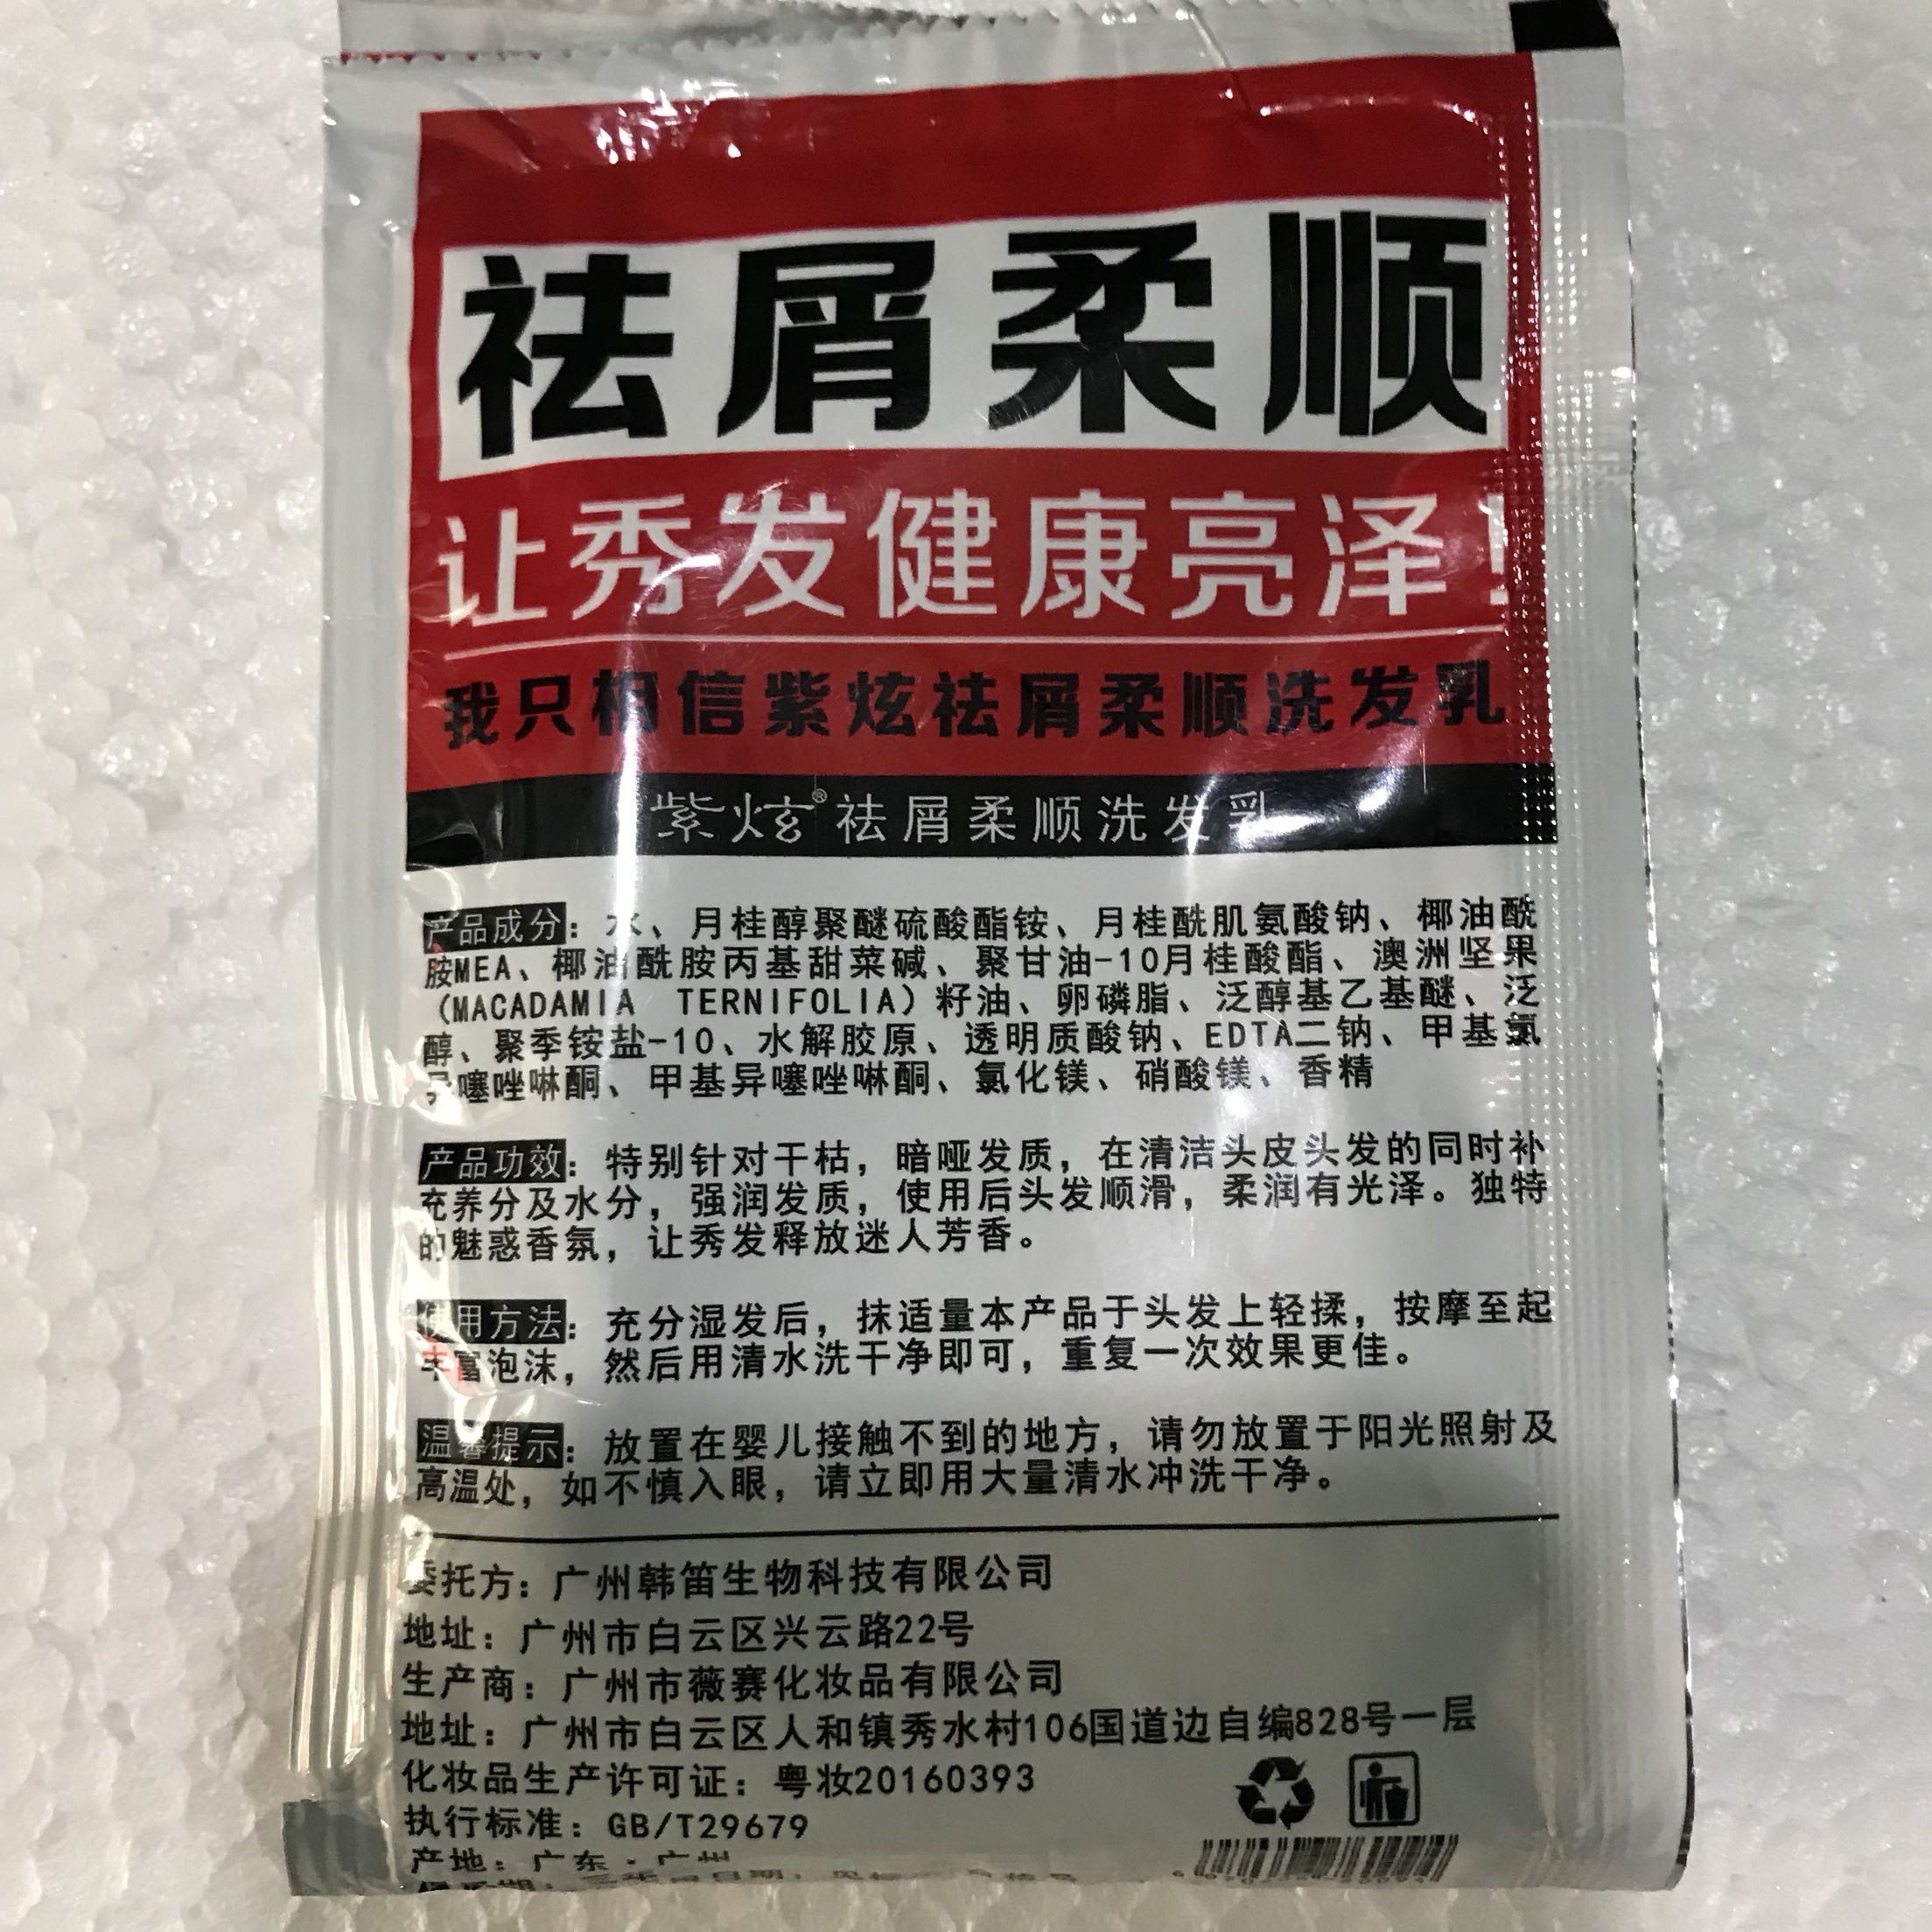 祛屑柔顺
让秀发健康亮泽!
我只相信紫炫祛屑柔顺洗发乳
紫炫®祛屑柔顺洗发乳
产品成分：水、月桂醇聚醚硫酸酯铵、月桂酰肌氨酸钠、椰油酰
胺MEA、椰油酰胺丙基甜菜碱、聚甘油-10月桂酸酯、澳洲坚果
（MACADAMIA TERNIFOLIA）籽油、卵磷脂、泛醇基乙基醚、泛
醇、聚季铵盐-10、水解胶原、透明质酸钠、EDTA二钠、甲基氯
异噻唑啉酮、甲基异噻唑啉酮、氯化镁、硝酸镁、香精
产品功效：特别针对干枯，暗哑发质，在清洁头皮头发的同时补
充养分及水分，强润发质，使用后头发顺滑，柔润有光泽。独特
的魅惑香氛，让秀发释放迷人芳香。
使用方法：充分湿发后，抹适量本产品于头发上轻揉，按摩至起
丰富泡沫，然后用清水洗干净即可，重复一次效果更佳。
温馨提示：放置在婴儿接触不到的地方，请勿放置于阳光照射及
高温处，如不慎入眼，请立即用大量清水冲洗干净。
委托方：广州韩笛生物科技有限公司
地址：广州市白云区兴云路22号
生产商：广州市薇赛化妆品有限公司
地址：广州市白云区人和镇秀水村106国道边自编828号一层
化妆品生产许可证：粤妆20160393
执行标准：GB/T29679
产地：广东·广州